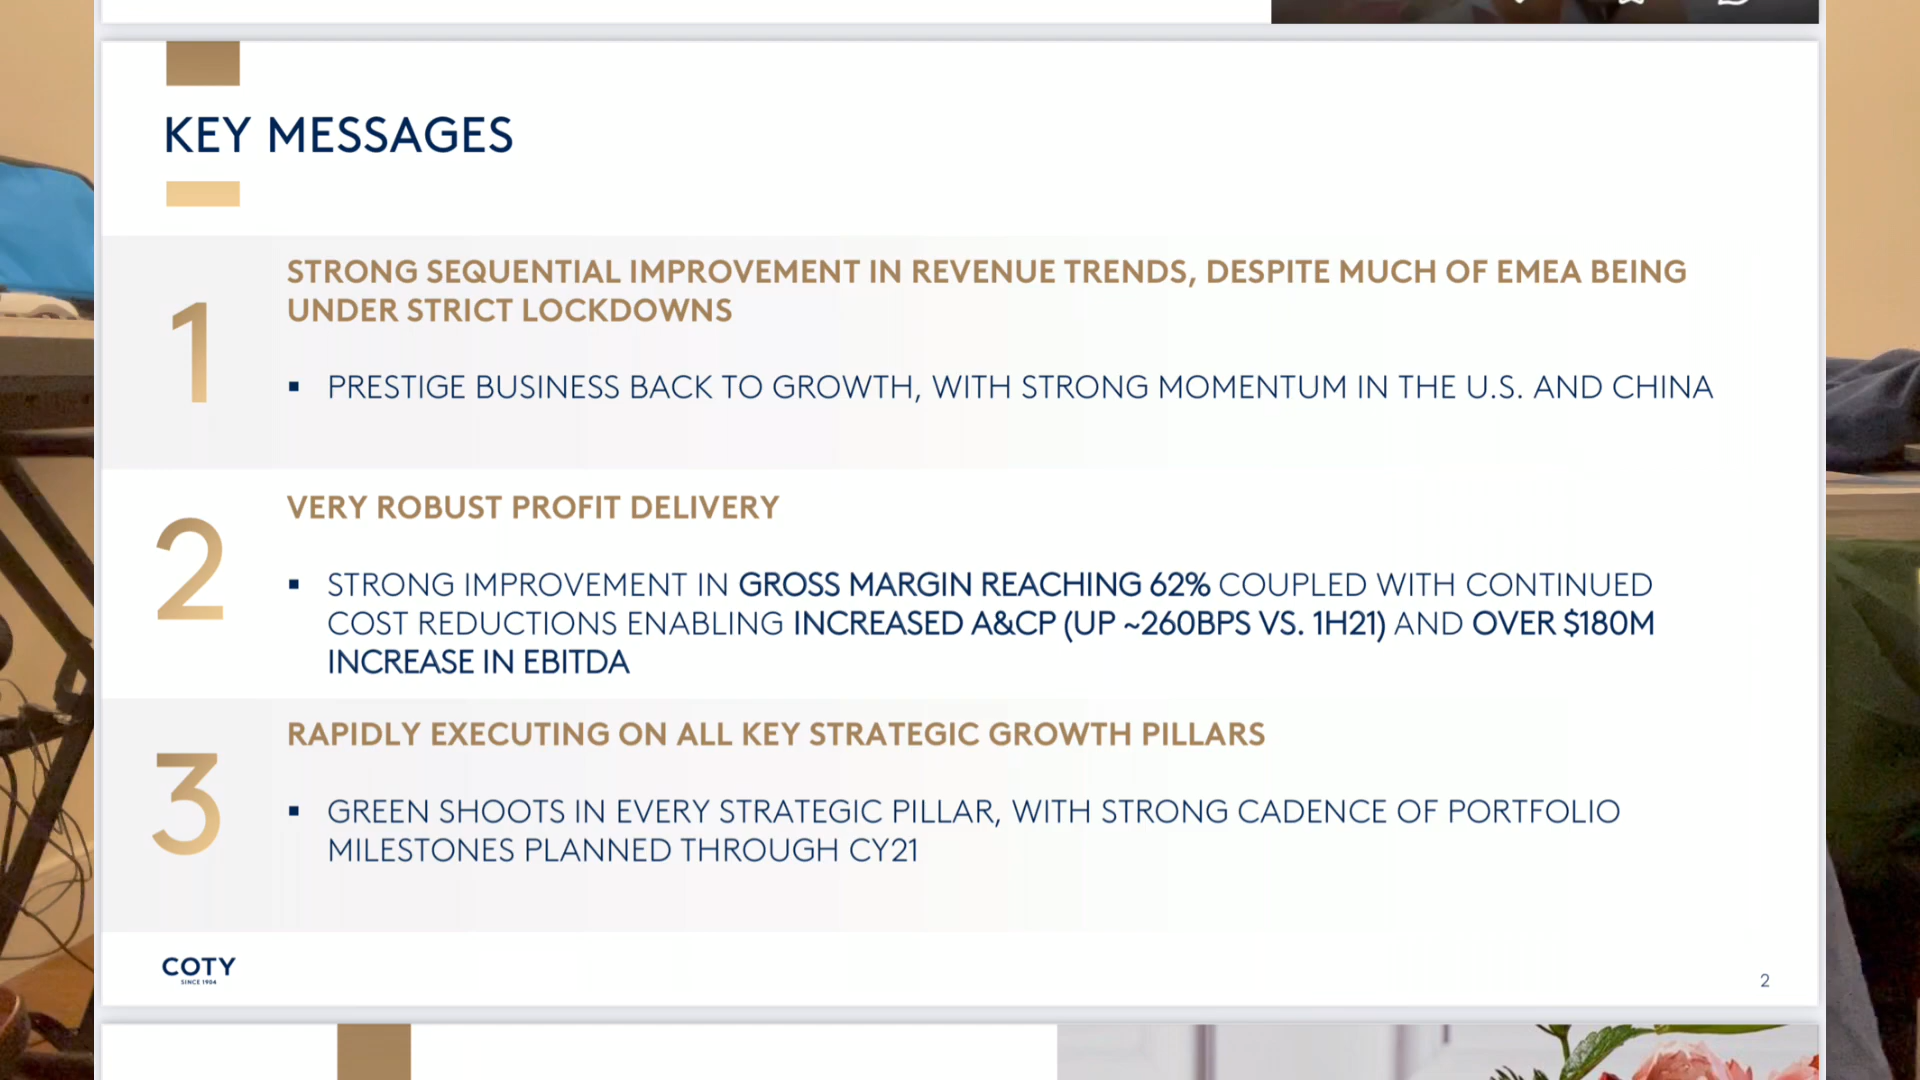 KEY MESSAGES
1
STRONG SEQUENTIAL IMPROVEMENT IN REVENUE TRENDS, DESPITE MUCH OF EMEA BEING
UNDER STRICT LOCKDOWNS
▪ PRESTIGE BUSINESS BACK TO GROWTH, WITH STRONG MOMENTUM IN THE U.S. AND CHINA
2
VERY ROBUST PROFIT DELIVERY
▪ STRONG IMPROVEMENT IN GROSS MARGIN REACHING 62% COUPLED WITH CONTINUED
COST REDUCTIONS ENABLING INCREASED A&CP (UP ~260BPS VS. 1H21) AND OVER $180M
INCREASE IN EBITDA
3
RAPIDLY EXECUTING ON ALL KEY STRATEGIC GROWTH PILLARS
▪ GREEN SHOOTS IN EVERY STRATEGIC PILLAR, WITH STRONG CADENCE OF PORTFOLIO
MILESTONES PLANNED THROUGH CY21
COTY
SINCE 1904
2